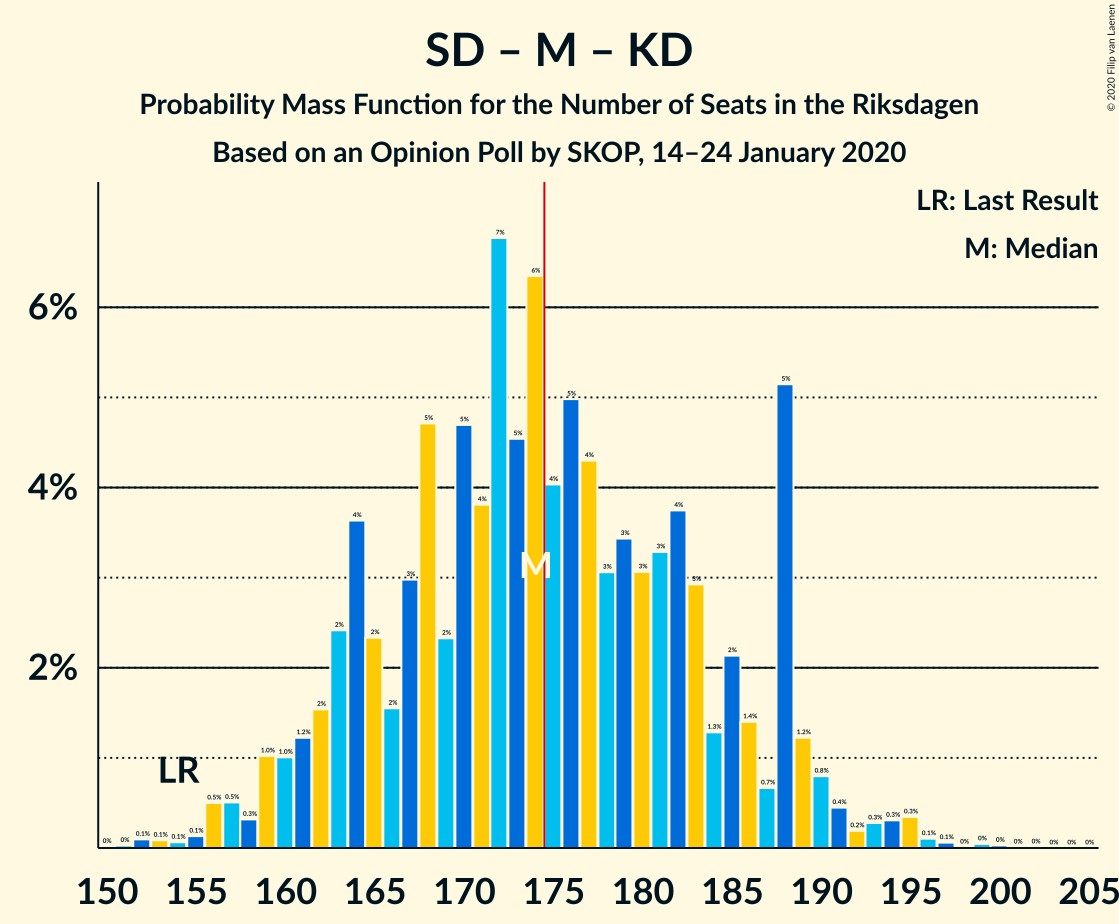 SD – M – KD
Probability Mass Function for the Number of Seats in the Riksdagen
Based on an Opinion Poll by SKOP, 14–24 January 2020
© 2020 Filip van Laenen
LR: Last Result
M: Median
6%
4%
2%
0% 0% 0.1% 0.1% 0.1% 0.1% 0.5% 0.5% 0.3% 1.0% 1.0% 1.2% 2% 2% 4% 2% 2% 3% 5% 2% 5% 4% 7% 5% 6% 4% 5% 4% 3% 3% 3% 3% 4% 3% 1.3% 2% 1.4% 0.7% 5% 1.2% 0.8% 0.4% 0.2% 0.3% 0.3% 0.3% 0.1% 0.1% 0% 0% 0% 0% 0% 0% 0% 0%
M
LR
150 155 160 165 170 175 180 185 190 195 200 205